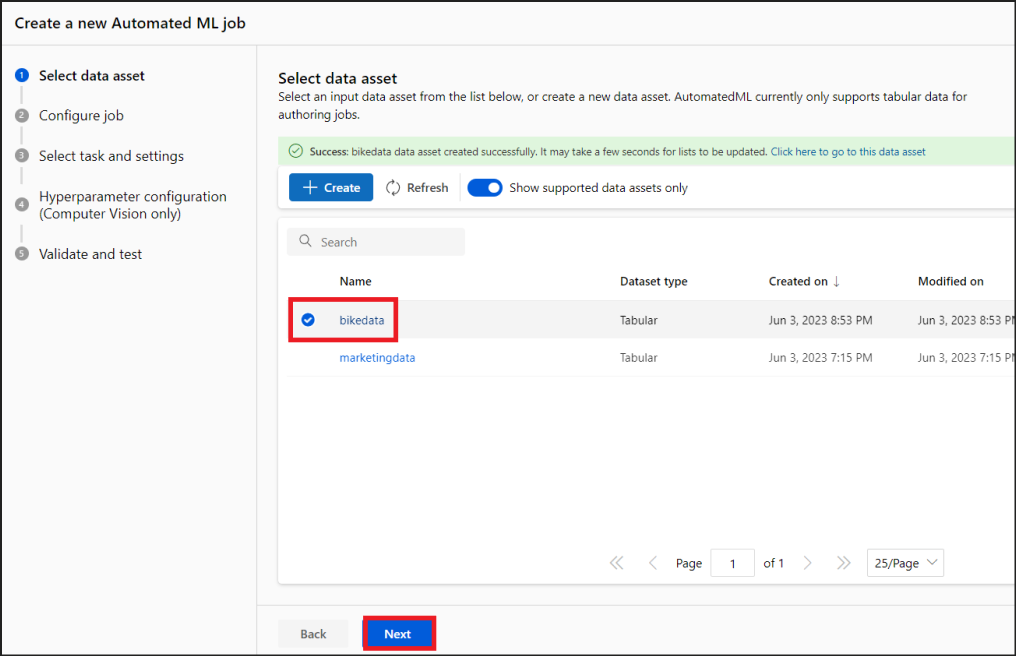 Create a new Automated ML job
1 Select data asset
2 Configure job
3 Select task and settings
4 Hyperparameter configuration
(Computer Vision only)
5 Validate and test
Select data asset
Select an input data asset from the list below, or create a new data asset. AutomatedML currently only supports tabular data for
authoring jobs.
Success: bikedata data asset created successfully. It may take a few seconds for lists to be updated. Click here to go to this data asset
Create Refresh Show supported data assets only
Search
Name Dataset type Created on ↓ Modified on
bikedata Tabular Jun 3, 2023 8:53 PM Jun 3, 2023 8:53 PM
marketingdata Tabular Jun 3, 2023 7:15 PM Jun 3, 2023 7:15 PM
Page 1 of 1 25/Page
Back Next